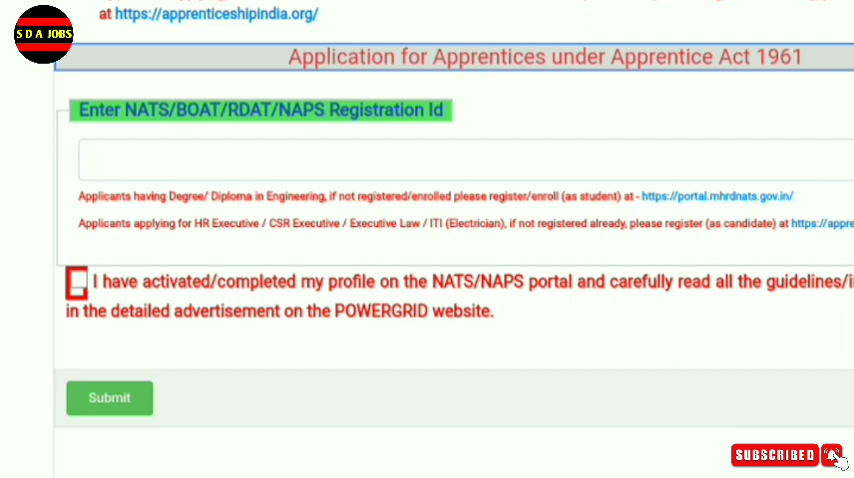 at https://apprenticeshipindia.org/
S D A JOBS
Application for Apprentices under Apprentice Act 1961
Enter NATS/BOAT/RDAT/NAPS Registration Id
Applicants having Degree/ Diploma in Engineering, if not registered/enrolled please register/enroll (as student) at - https://portal.mhrdnats.gov.in/
Applicants applying for HR Executive / CSR Executive / Executive Law / ITI (Electrician), if not registered already, please register (as candidate) at https://appre
I have activated/completed my profile on the NATS/NAPS portal and carefully read all the guidelines/i
in the detailed advertisement on the POWERGRID website.
Submit
SUBSCRIBED